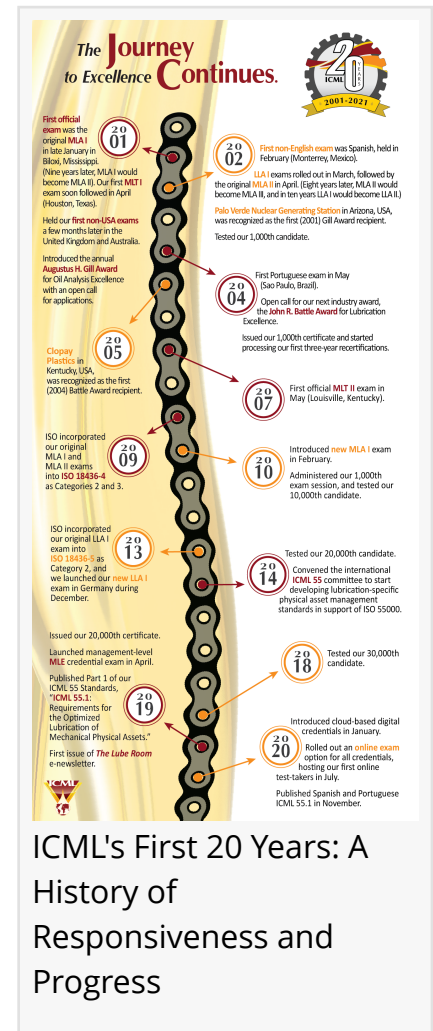 The Journey
to Excellence Continues.
20
YEARS
ICML
· 2001-2021 ·
First official
exam was the
original MLA I
in late January in
Biloxi, Mississippi.
(Nine years later, MLA I would
become MLA II). Our first MLT I
exam soon followed in April
(Houston, Texas).
Held our first non-USA exams
a few months later in the
United Kingdom and Australia.
Introduced the annual
Augustus H. Gill Award
for Oil Analysis Excellence
with an open call
for applications.
20
01
20
02
First non-English exam was Spanish, held in
February (Monterrey, Mexico).
LLA I exams rolled out in March, followed by
the original MLA II in April. (Eight years later, MLA II would
become MLA III, and in ten years LLA I would become LLA II.)
Palo Verde Nuclear Generating Station in Arizona, USA,
was recognized as the first (2001) Gill Award recipient.
Tested our 1,000th candidate.
20
04
First Portuguese exam in May
(Sao Paulo, Brazil).
Open call for our next industry award,
the John R. Battle Award for Lubrication
Excellence.
Issued our 1,000th certificate and started
processing our first three-year recertifications.
20
05
Clopay
Plastics in
Kentucky, USA,
was recognized as the first
(2004) Battle Award recipient.
20
07
First official MLT II exam in
May (Louisville, Kentucky).
ISO incorporated
our original
MLA I and
MLA II exams
into ISO 18436-4
as Categories 2 and 3.
20
09
20
10
Introduced new MLA I exam
in February.
Administered our 1,000th
exam session, and tested our
10,000th candidate.
ISO incorporated
our original LLA I
exam into
ISO 18436-5 as
Category 2, and
we launched our new LLA I
exam in Germany during
December.
20
13
20
14
Tested our 20,000th candidate.
Convened the international
ICML 55 committee to start
developing lubrication-specific
physical asset management
standards in support of ISO 55000.
Issued our 20,000th certificate.
Launched management-level
MLE credential exam in April.
Published Part 1 of our
ICML 55 Standards,
"ICML 55.1:
Requirements for
the Optimized
Lubrication of
Mechanical Physical Assets."
First issue of The Lube Room
e-newsletter.
20
19
20
18
Tested our 30,000th
candidate.
20
20
Introduced cloud-based digital
credentials in January.
Rolled out an online exam
option for all credentials,
hosting our first online
test-takers in July.
Published Spanish and Portuguese
ICML 55.1 in November.
ICML
ICML's First 20 Years: A
History of
Responsiveness and
Progress